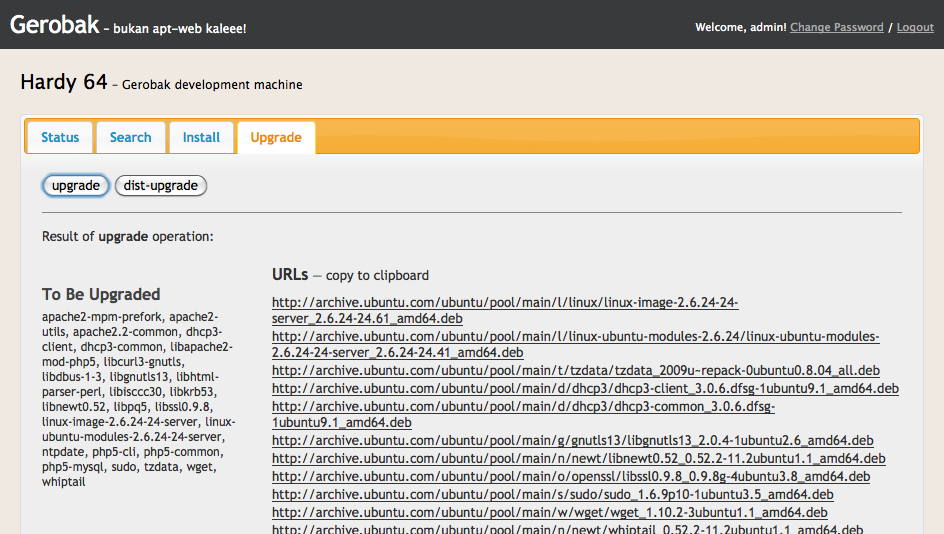 Gerobak – bukan apt-web kaleee!
Welcome, admin! Change Password / Logout
Hardy 64 – Gerobak development machine
Status
Search
Install
Upgrade
upgrade
dist-upgrade
Result of upgrade operation:
To Be Upgraded
apache2-mpm-prefork, apache2-
utils, apache2.2-common, dhcp3-
client, dhcp3-common, libapache2-
mod-php5, libcurl3-gnutls,
libdbus-1-3, libgnutls13, libhtml-
parser-perl, libisccc30, libkrb53,
libnewt0.52, libpq5, libssl0.9.8,
linux-image-2.6.24-24-server, linux-
ubuntu-modules-2.6.24-24-server,
ntpdate, php5-cli, php5-common,
php5-mysql, sudo, tzdata, wget,
whiptail
URLs — copy to clipboard
http://archive.ubuntu.com/ubuntu/pool/main/l/linux/linux-image-2.6.24-24-
server_2.6.24-24.61_amd64.deb
http://archive.ubuntu.com/ubuntu/pool/main/l/linux-ubuntu-modules-2.6.24/linux-ubuntu-modules-
2.6.24-24-server_2.6.24-24.41_amd64.deb
http://archive.ubuntu.com/ubuntu/pool/main/t/tzdata/tzdata_2009u~repack-0ubuntu0.8.04_all.deb
http://archive.ubuntu.com/ubuntu/pool/main/d/dhcp3/dhcp3-client_3.0.6.dfsg-1ubuntu9.1_amd64.deb
http://archive.ubuntu.com/ubuntu/pool/main/d/dhcp3/dhcp3-common_3.0.6.dfsg-
1ubuntu9.1_amd64.deb
http://archive.ubuntu.com/ubuntu/pool/main/g/gnutls13/libgnutls13_2.0.4-1ubuntu2.6_amd64.deb
http://archive.ubuntu.com/ubuntu/pool/main/n/newt/libnewt0.52_0.52.2-11.2ubuntu1.1_amd64.deb
http://archive.ubuntu.com/ubuntu/pool/main/o/openssl/libssl0.9.8_0.9.8g-4ubuntu3.8_amd64.deb
http://archive.ubuntu.com/ubuntu/pool/main/s/sudo/sudo_1.6.9p10-1ubuntu3.5_amd64.deb
http://archive.ubuntu.com/ubuntu/pool/main/w/wget/wget_1.10.2-3ubuntu1.1_amd64.deb
http://archive.ubuntu.com/ubuntu/pool/main/n/newt/whiptail_0.52.2-11.2ubuntu1.1_amd64.deb